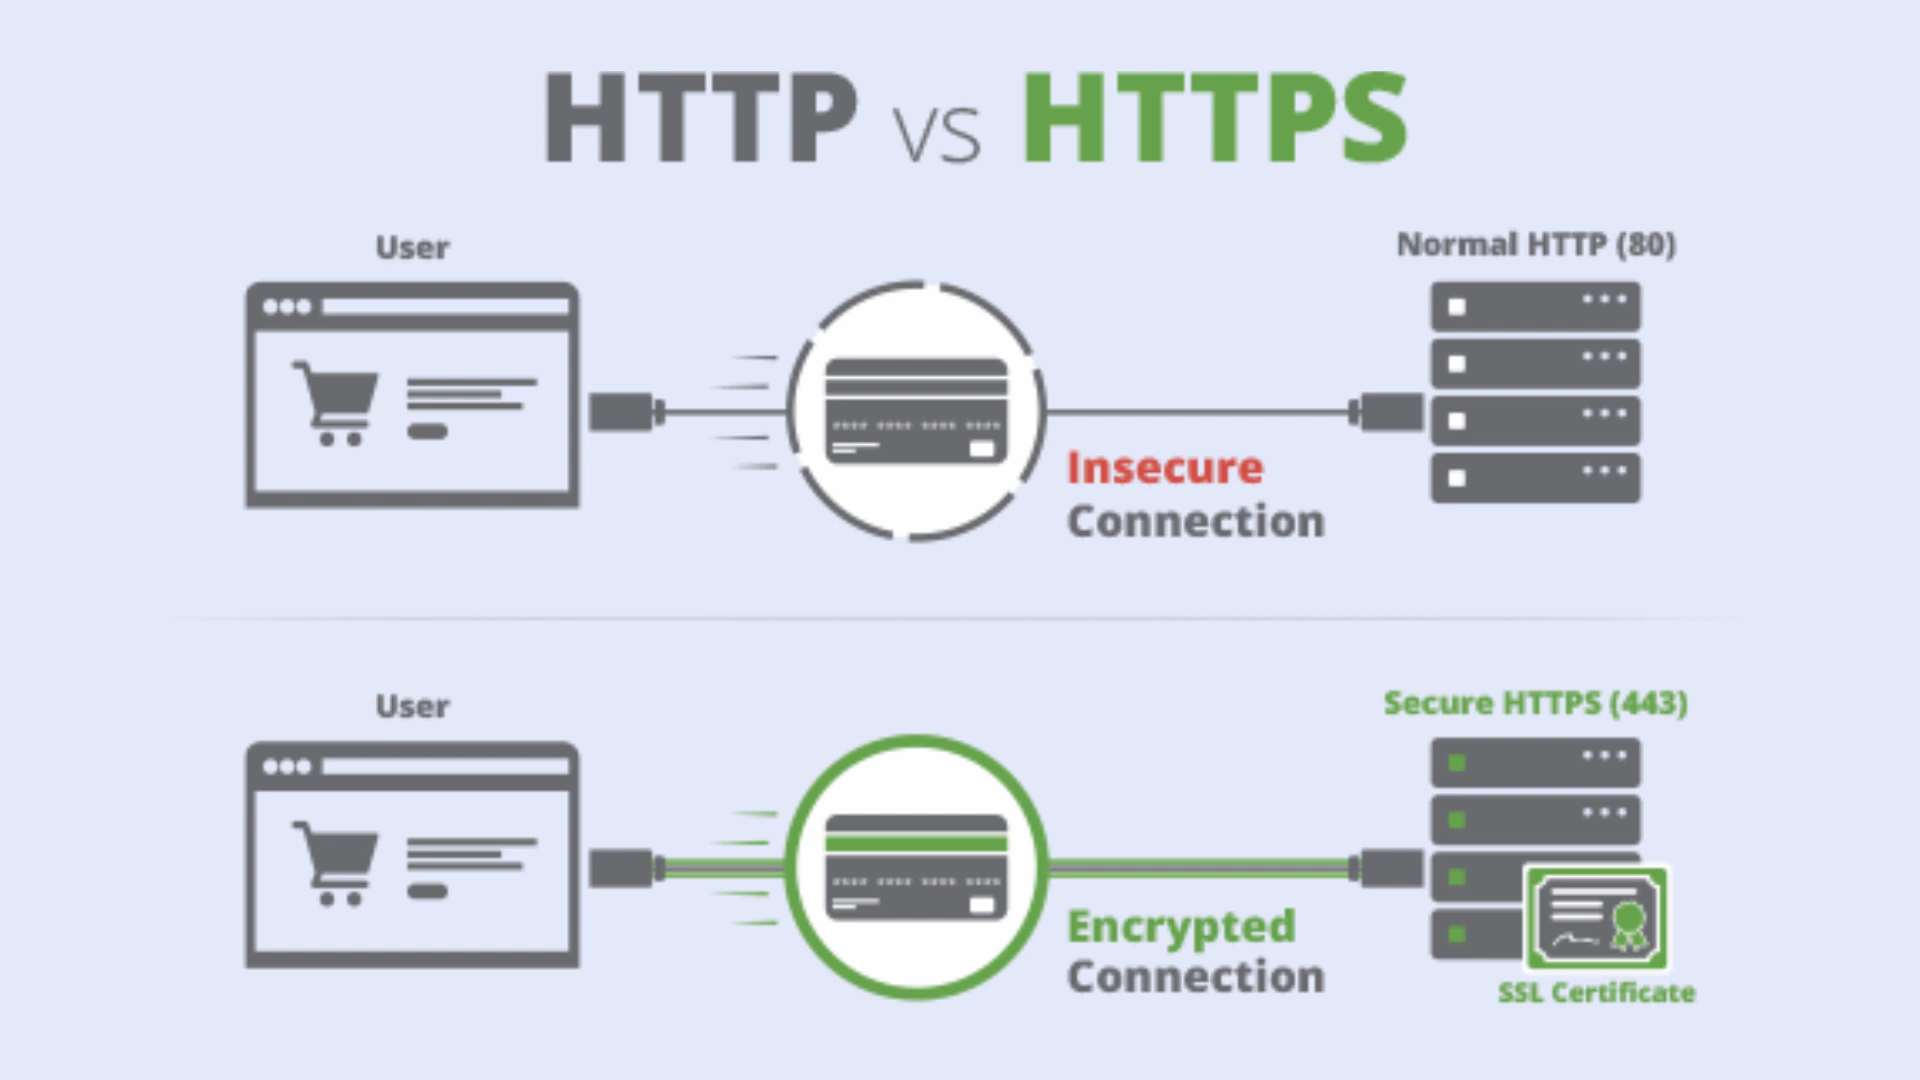 HTTP vs HTTPS
User
Normal HTTP (80)
Insecure
Connection
User
Secure HTTPS (443)
Encrypted
Connection
SSL Certificate